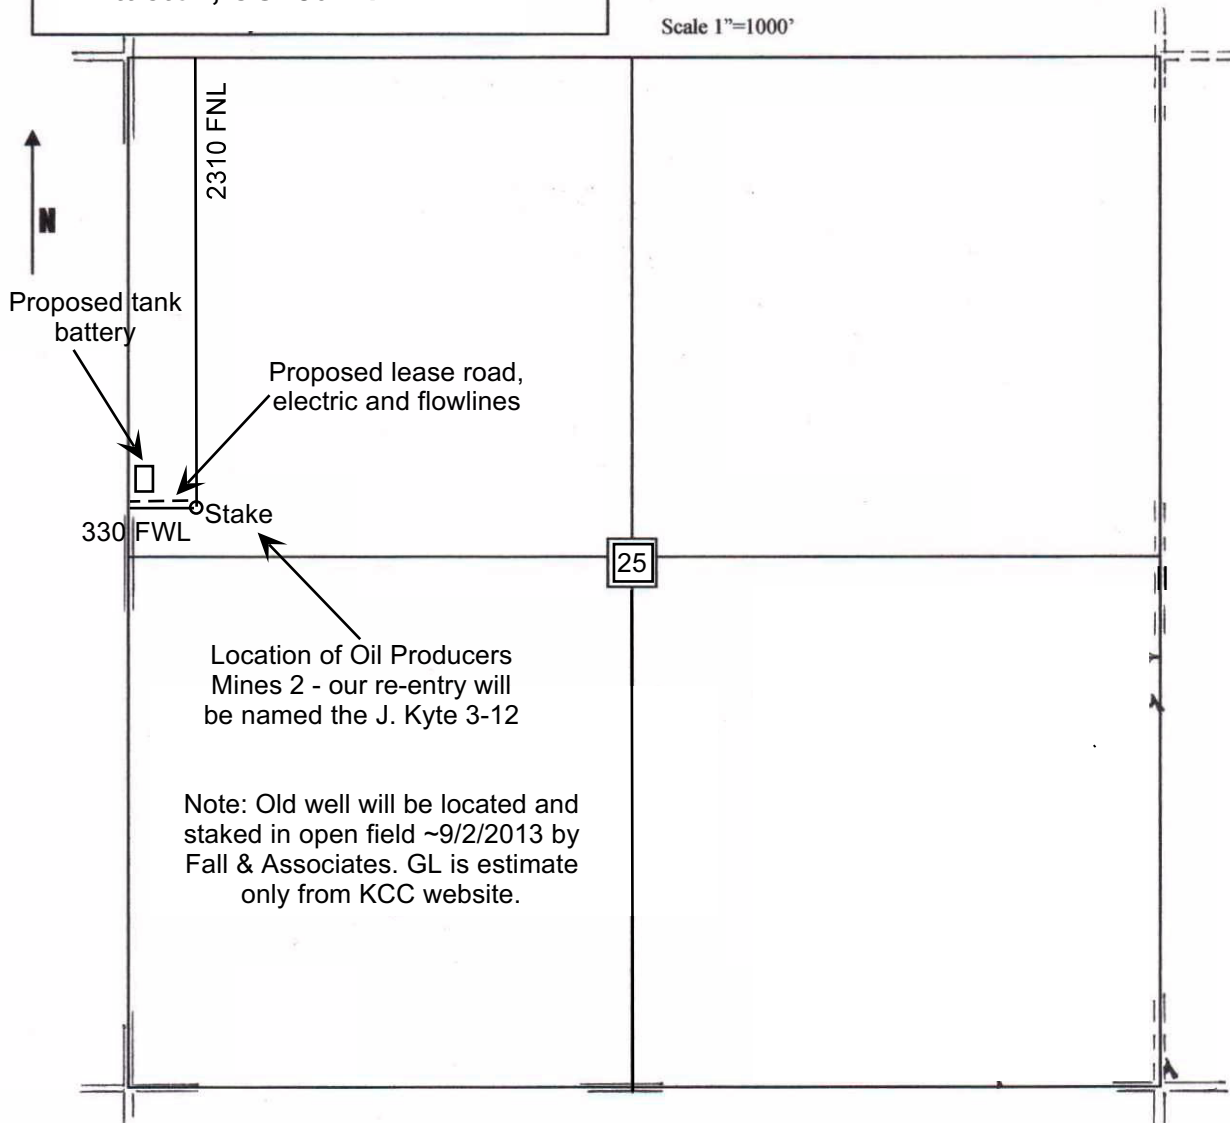 Scale 1”=1000’
2310 FNL
N
Proposed tank
battery
Proposed lease road,
electric and flowlines
Stake
330 FWL
25
Location of Oil Producers
Mines 2 - our re-entry will
be named the J. Kyte 3-12
Note: Old well will be located and
staked in open field ~9/2/2013 by
Fall & Associates. GL is estimate
only from KCC website.